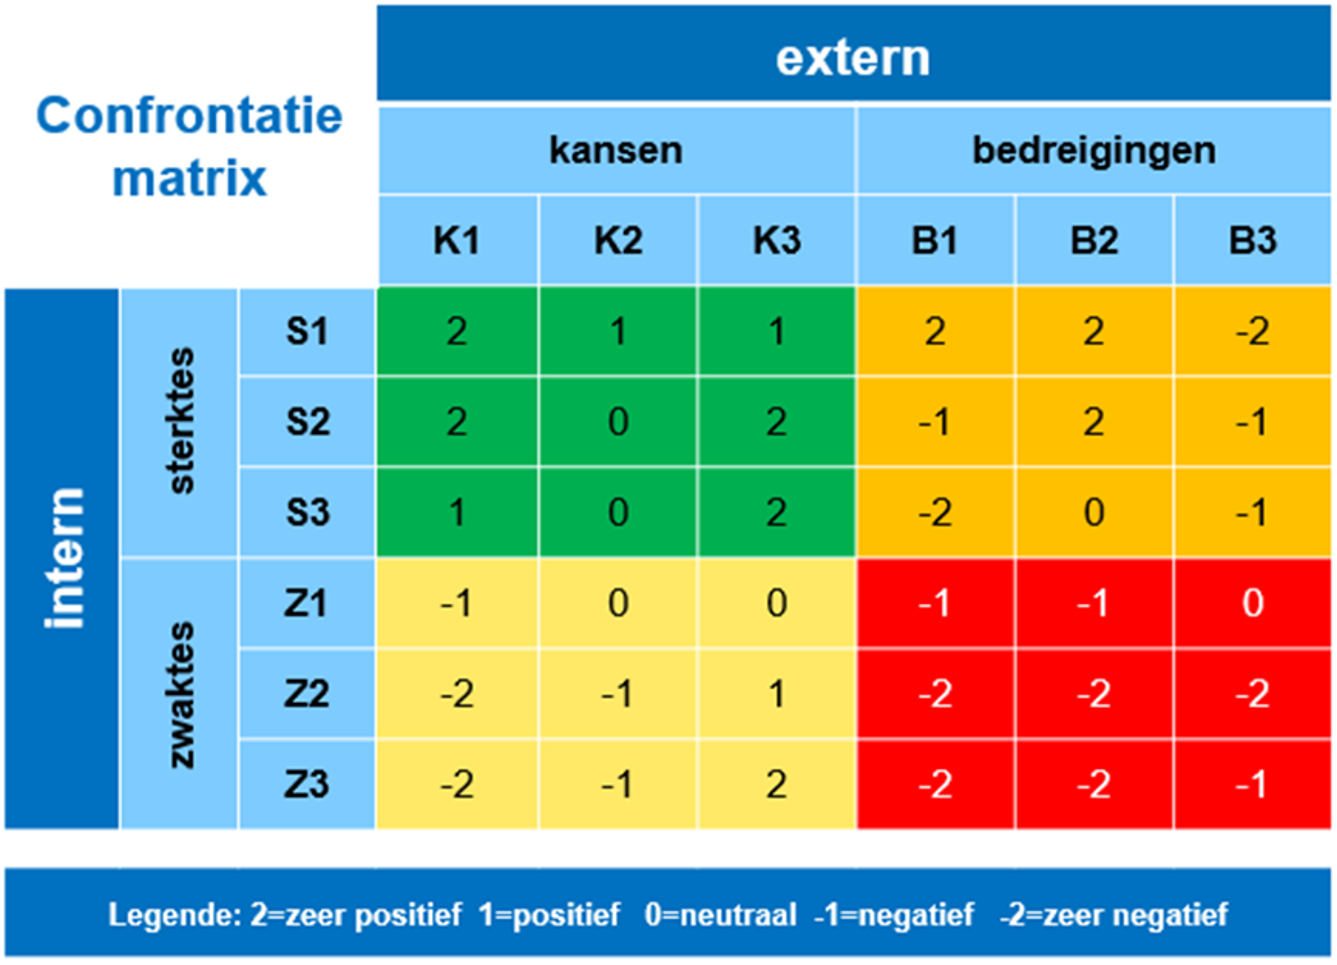 Confrontatie
matrix
extern
kansen bedreigingen
K1 K2 K3 B1 B2 B3
intern
sterktes
S1 2 1 1 2 2 -2
S2 2 0 2 -1 2 -1
S3 1 0 2 -2 0 -1
zwaktes
Z1 -1 0 0 -1 -1 0
Z2 -2 -1 1 -2 -2 -2
Z3 -2 -1 2 -2 -2 -1
Legende: 2=zeer positief 1=positief 0=neutraal -1=negatief -2=zeer negatief